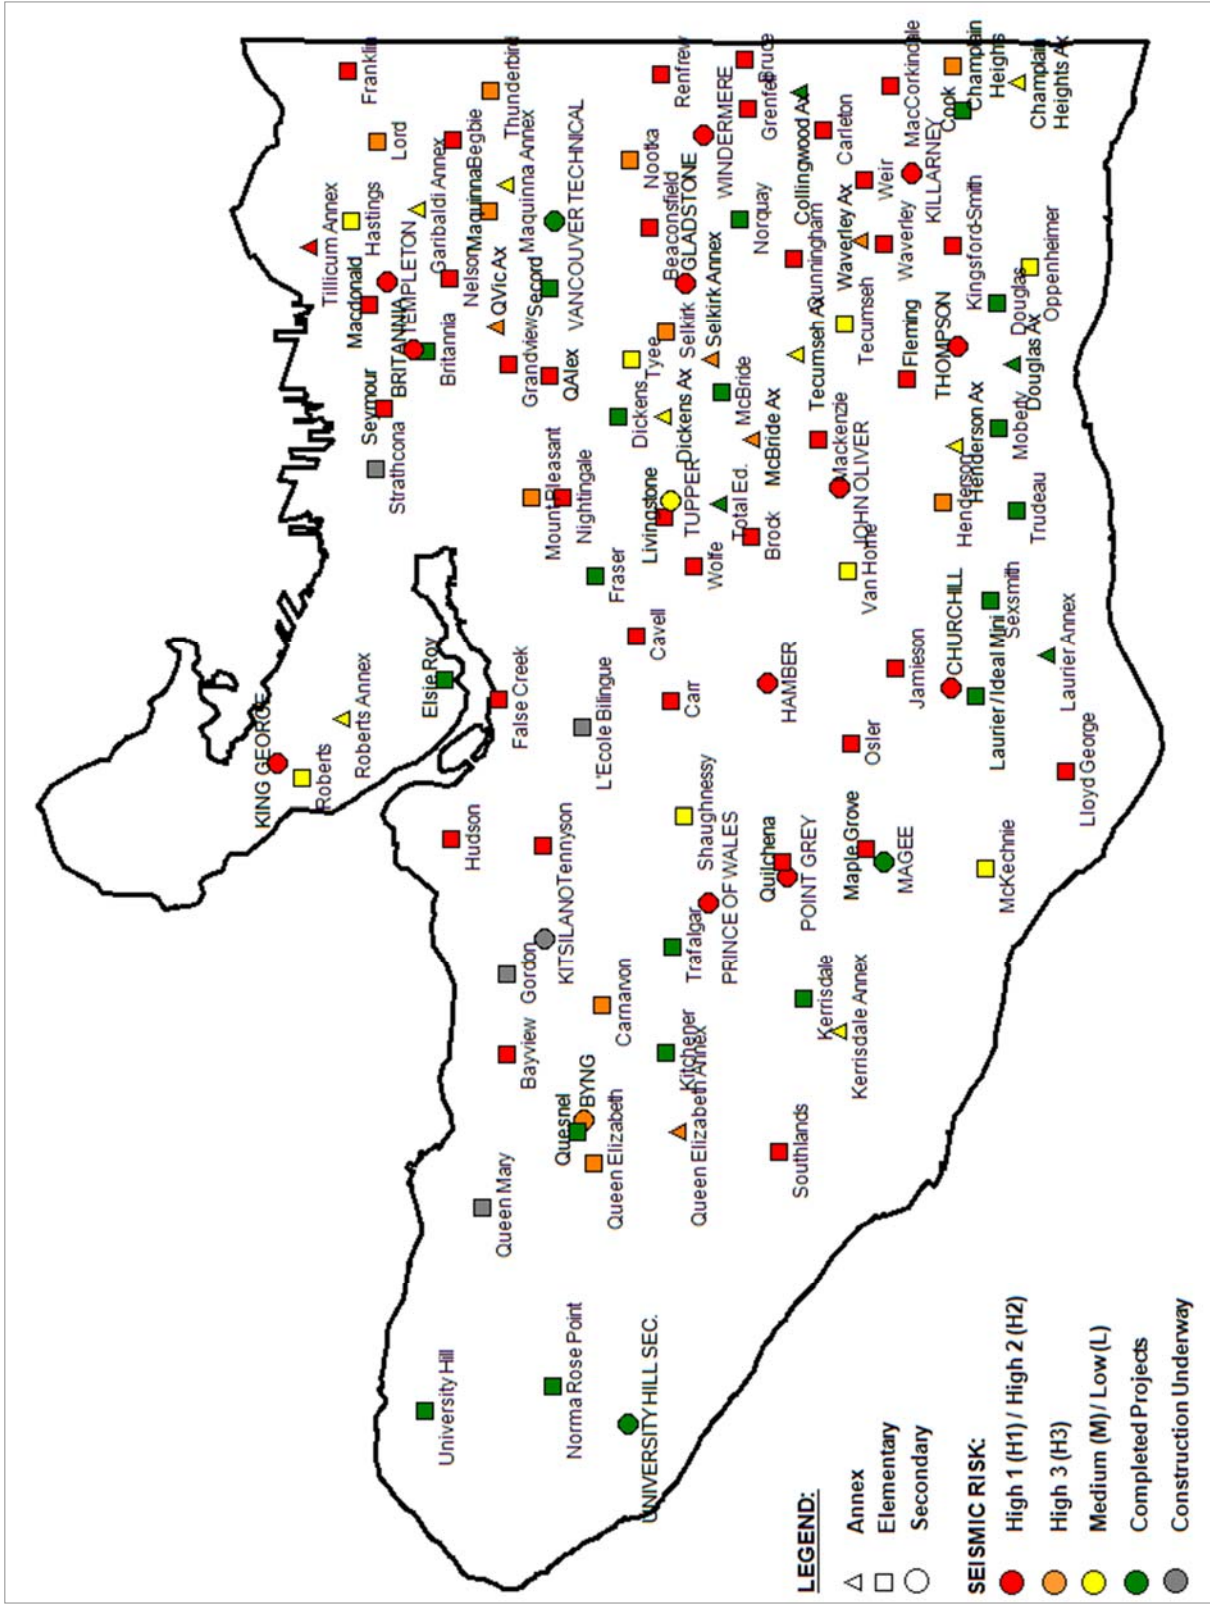 University Hill
Norma Rose Point
UNIVERSITY HILL SEC.
Queen Mary
Quesnel
BYNG
Queen Elizabeth
Bayview
Gordon
KITSILANO
Tennyson
Hudson
Carnarvon
Kitchener
Queen Elizabeth Annex
Southlands
Trafalgar
PRINCE OF WALES
Shaughnessy
Kerrisdale
Kerrisdale Annex
Quilchena
POINT GREY
Maple Grove
MAGEE
McKechnie
KING GEORGE
Roberts
Roberts Annex
Elsie Roy
False Creek
L'Ecole Bilingue
Cavell
Carr
HAMBER
Osler
Jamieson
CHURCHILL
Laurier / Ideal Mini
Sexsmith
Laurier Annex
Lloyd George
Fraser
Wolfe
Livingstone
TUPPER
Total Ed.
Brock
Van Horne
JOHN OLIVER
Mackenzie
Mount Pleasant
Nightingale
Strathcona
Seymour
BRITANNIA
Britannia
Macdonald
TEMPLETON
Tillicum Annex
Hastings
Franklin
Lord
Garibaldi Annex
Nelson
Maquinna
Begbie
Thunderbird
Maquinna Annex
QVic Ax
Grandview
Secord
QAlex
VANCOUVER TECHNICAL
Dickens
Tyee
Dickens Ax
Selkirk
Selkirk Annex
GLADSTONE
Beaconsfield
Nootka
Renfrew
WINDERMERE
Grenfell
Bruce
Norquay
McBride
McBride Ax
Collingwood Ax
Carleton
Cunningham
Tecumseh Ax
Tecumseh
Waverley Ax
Waverley
Weir
MacCorkindale
KILLARNEY
Cook
Champlain
Heights
Champlain
Heights Ax
Kingsford-Smith
Fleming
THOMPSON
Douglas
Douglas Ax
Oppenheimer
Moberly
Henderson Ax
Henderson
Trudeau
LEGEND:
Annex
Elementary
Secondary
SEISMIC RISK:
High 1 (H1) / High 2 (H2)
High 3 (H3)
Medium (M) / Low (L)
Completed Projects
Construction Underway